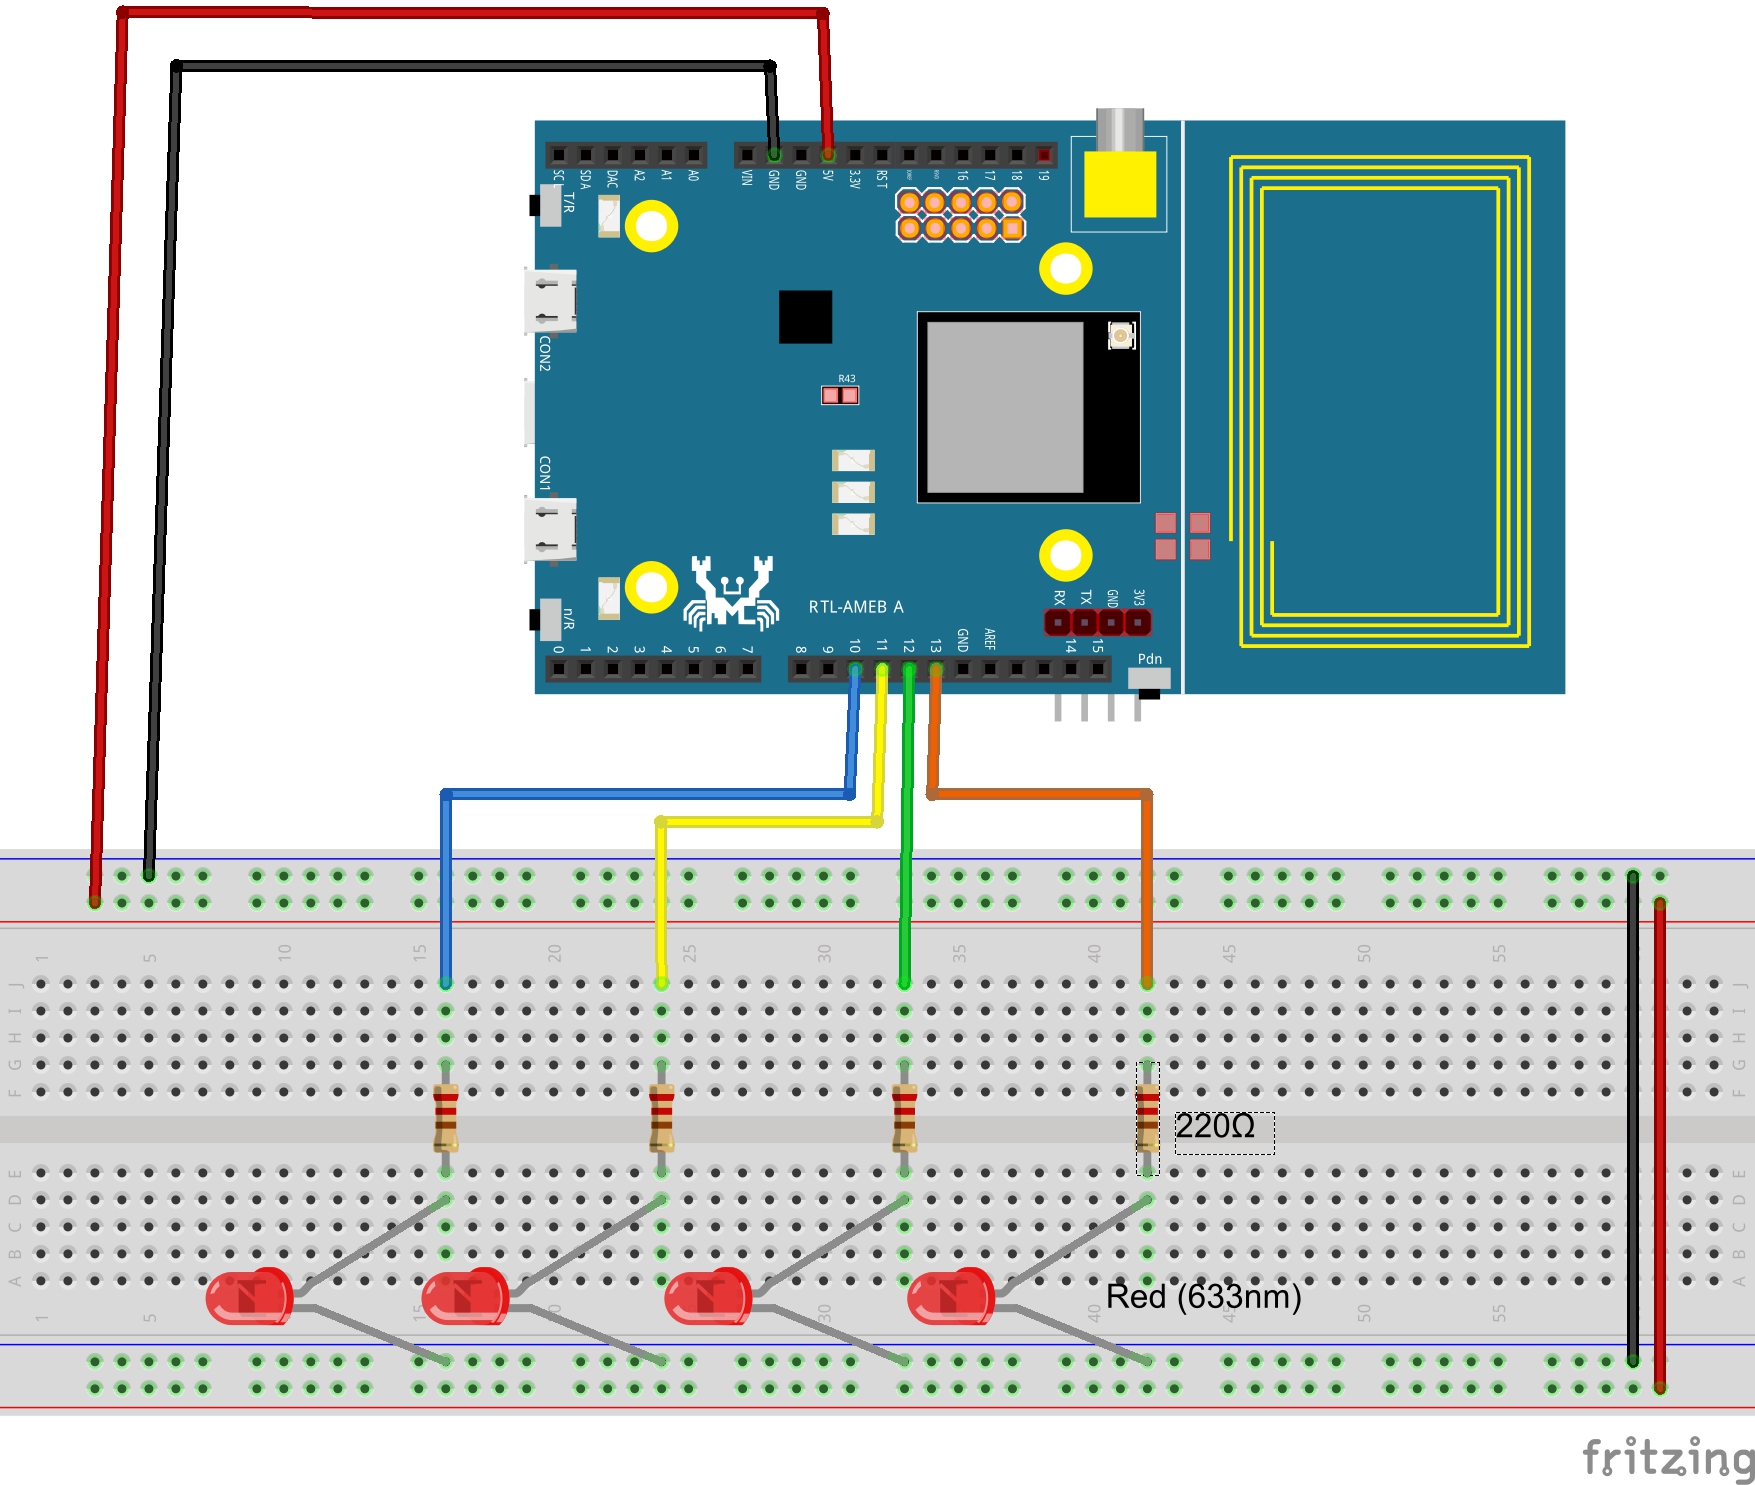 SCL SDA DAC A2 A1 A0 VIN GND GND 5V 3.3V RST 16 17 18 19
T/R
CON2
R43
CON1
n/R
RTL-AMEB A
RX TX GND 3V3
0 1 2 3 4 5 6 7 8 9 10 11 12 13 GND AREF 14 15
Pdn
1 5 10 15 20 25 30 35 40 45 50 55
J J
I I
H H
G G
F F
220Ω
E E
D D
C C
B B
A A
Red (633nm)
1 5 15 30 40 45 50 55
fritzing